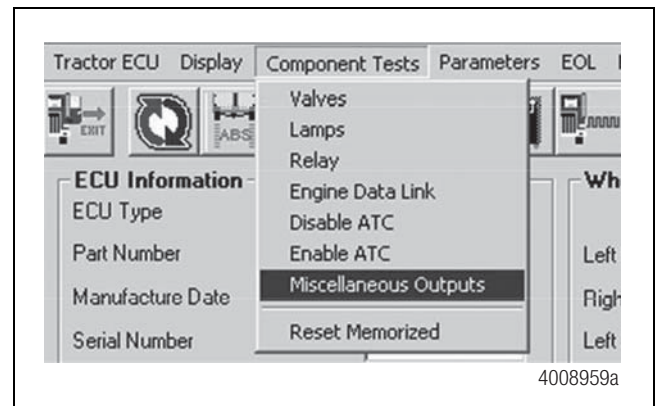 Tractor ECU Display Component Tests Parameters EOL
EXIT ABS
Valves
Lamps
Relay
Engine Data Link
Disable ATC
Enable ATC
Miscellaneous Outputs
Reset Memorized
ECU Information
ECU Type
Part Number
Manufacture Date
Serial Number
Wh
Left
Righ
Left
4008959a